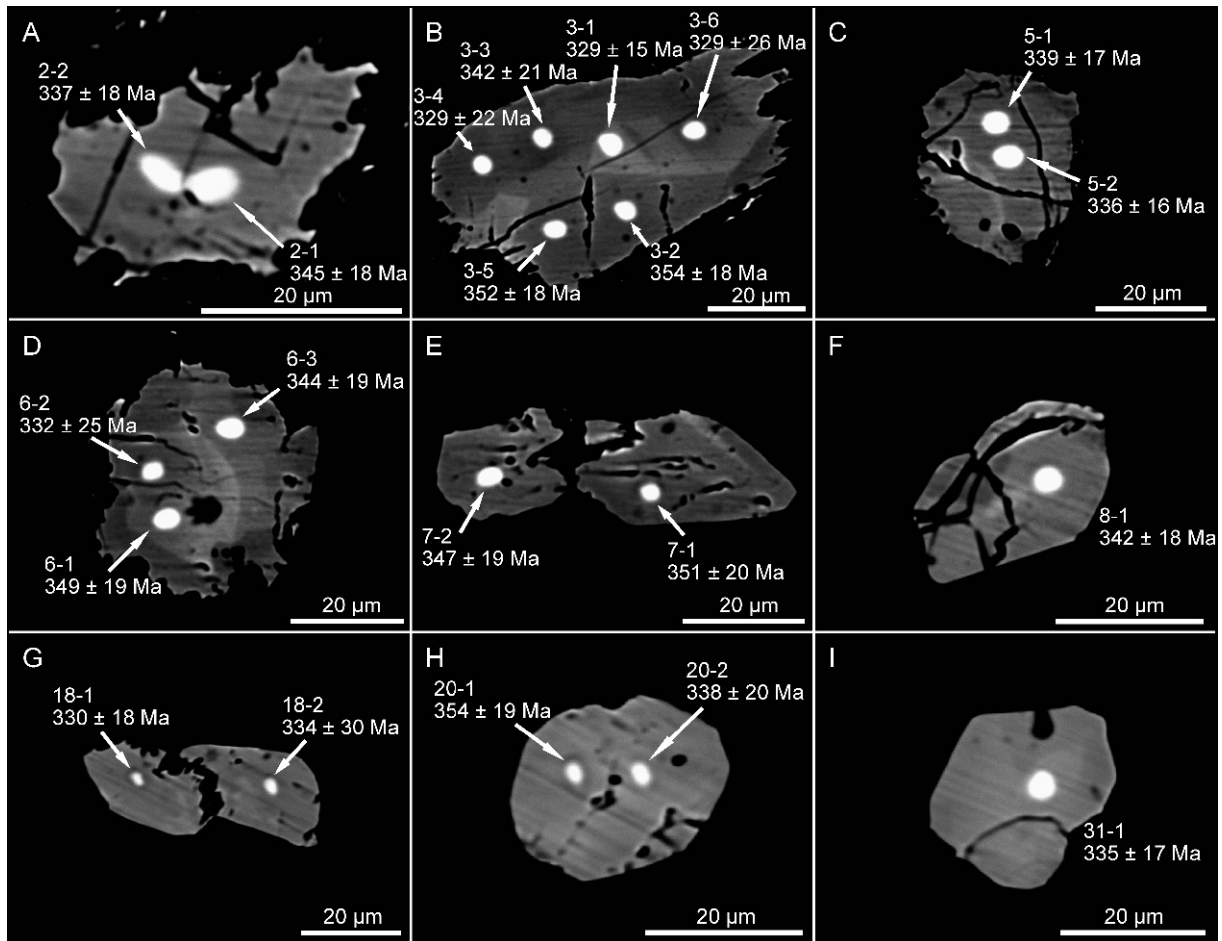 A
2-2
337 ± 18 Ma
2-1
345 ± 18 Ma
20 µm
B
3-4
329 ± 22 Ma
3-3
342 ± 21 Ma
3-1
329 ± 15 Ma
3-6
329 ± 26 Ma
3-5
352 ± 18 Ma
3-2
354 ± 18 Ma
20 µm
C
5-1
339 ± 17 Ma
5-2
336 ± 16 Ma
20 µm
D
6-3
344 ± 19 Ma
6-2
332 ± 25 Ma
6-1
349 ± 19 Ma
20 µm
E
7-2
347 ± 19 Ma
7-1
351 ± 20 Ma
20 µm
F
8-1
342 ± 18 Ma
20 µm
G
18-1
330 ± 18 Ma
18-2
334 ± 30 Ma
20 µm
H
20-1
354 ± 19 Ma
20-2
338 ± 20 Ma
20 µm
I
31-1
335 ± 17 Ma
20 µm